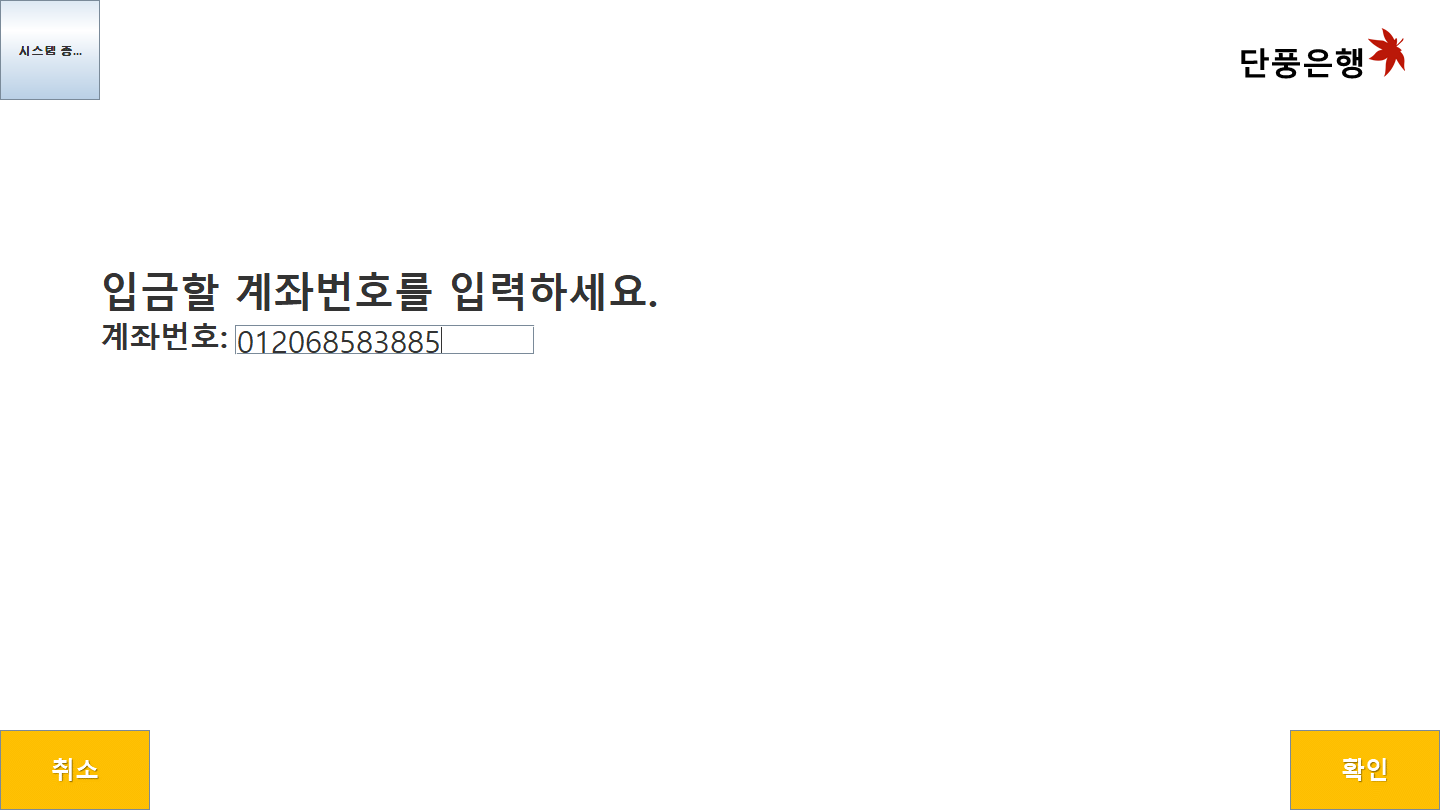 시스템 종...
단풍은행
입금할 계좌번호를 입력하세요.
계좌번호: 012068583885
취소
확인